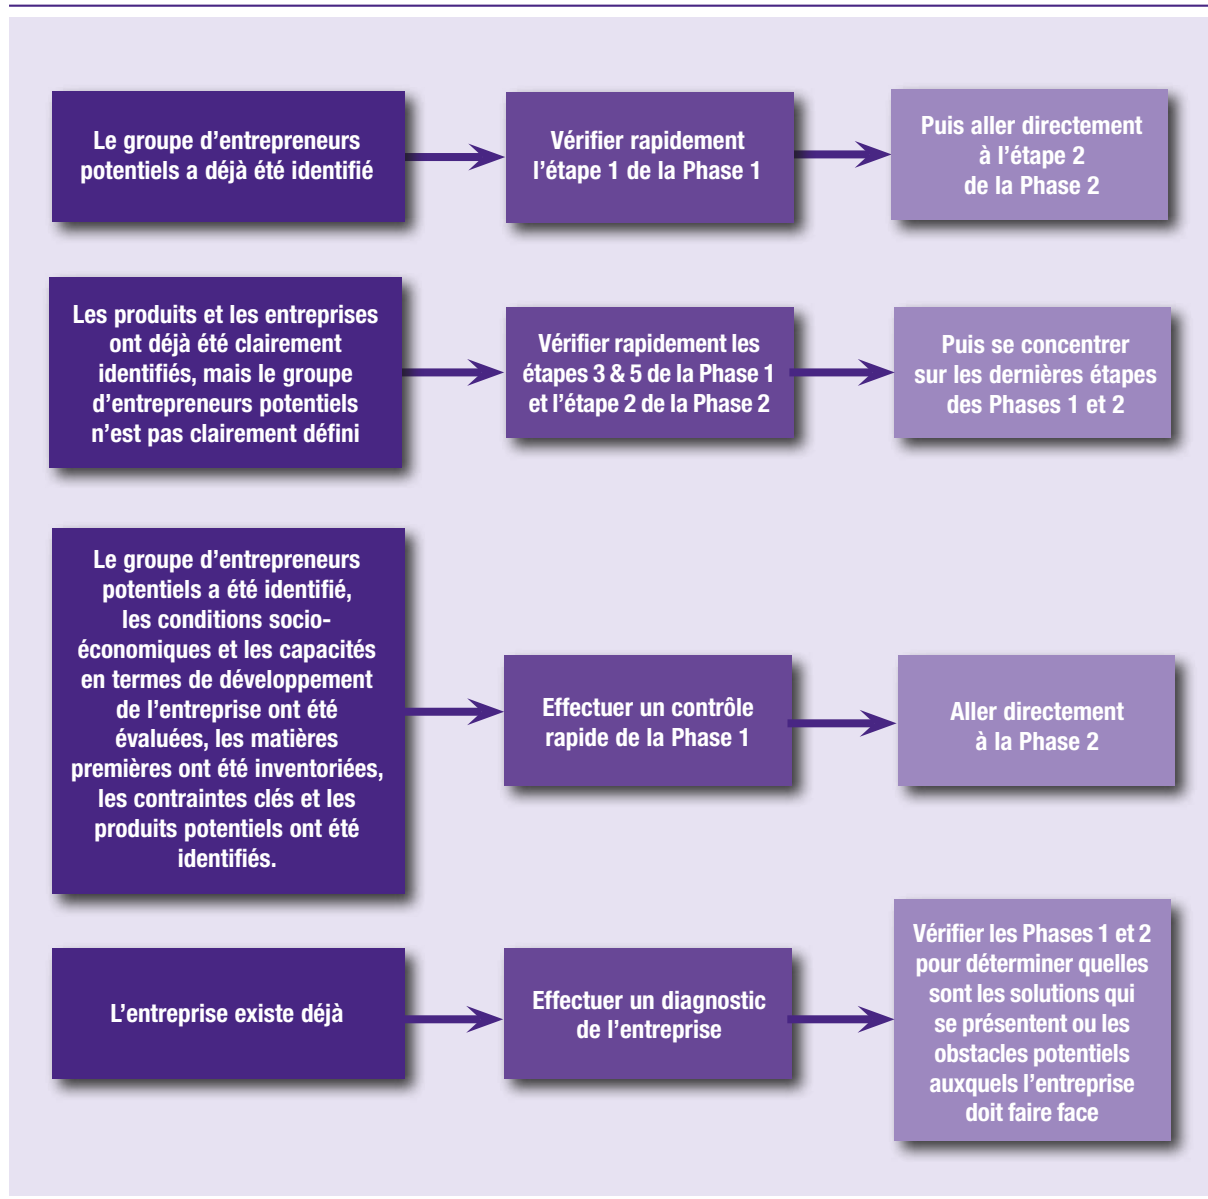 Le groupe d’entrepreneurs
potentiels a déjà été identifié
Vérifier rapidement
l’étape 1 de la Phase 1
Puis aller directement
à l’étape 2
de la Phase 2
Les produits et les entreprises
ont déjà été clairement
identifiés, mais le groupe
d’entrepreneurs potentiels
n’est pas clairement défini
Vérifier rapidement les
étapes 3 & 5 de la Phase 1
et l’étape 2 de la Phase 2
Puis se concentrer
sur les dernières étapes
des Phases 1 et 2
Le groupe d’entrepreneurs
potentiels a été identifié,
les conditions socio-
économiques et les capacités
en termes de développement
de l’entreprise ont été
évaluées, les matières
premières ont été inventoriées,
les contraintes clés et les
produits potentiels ont été
identifiés.
Effectuer un contrôle
rapide de la Phase 1
Aller directement
à la Phase 2
L’entreprise existe déjà
Effectuer un diagnostic
de l’entreprise
Vérifier les Phases 1 et 2
pour déterminer quelles
sont les solutions qui
se présentent ou les
obstacles potentiels
auxquels l’entreprise
doit faire face